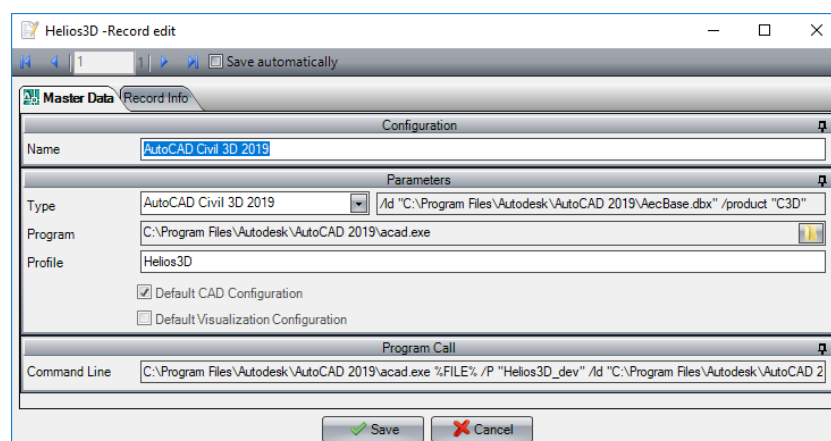 Helios3D -Record edit
1 1 Save automatically
Master Data Record Info
Configuration
Name AutoCAD Civil 3D 2019
Parameters
Type AutoCAD Civil 3D 2019 /ld "C:\Program Files\Autodesk\AutoCAD 2019\AecBase.dbx" /product "C3D"
Program C:\Program Files\Autodesk\AutoCAD 2019\acad.exe
Profile Helios3D
Default CAD Configuration
Default Visualization Configuration
Program Call
Command Line C:\Program Files\Autodesk\AutoCAD 2019\acad.exe %FILE% /P "Helios3D_dev" /ld "C:\Program Files\Autodesk\AutoCAD 2
Save Cancel